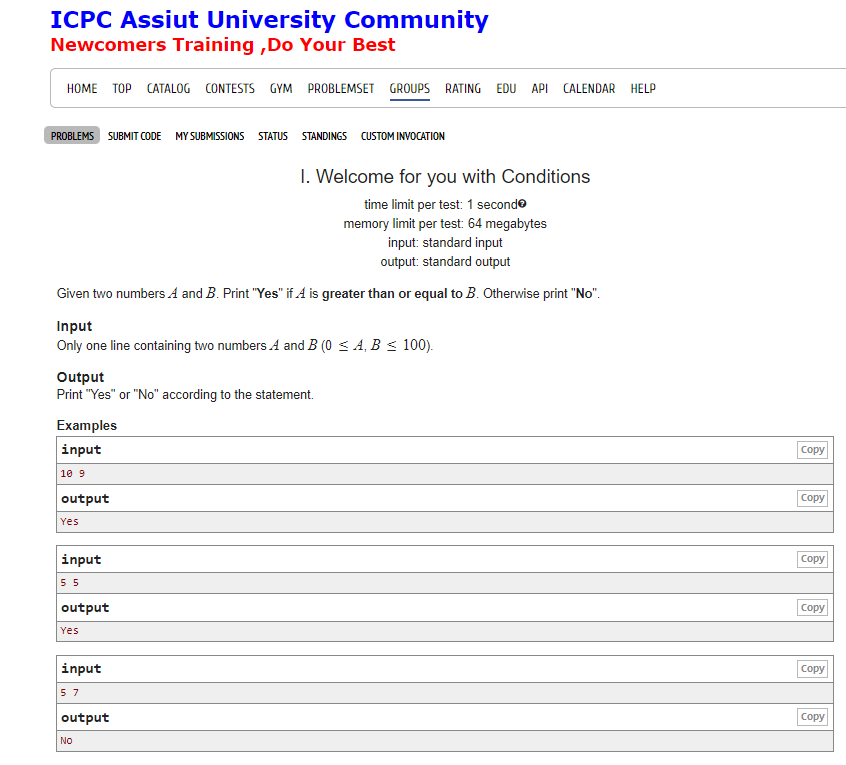 ICPC Assiut University Community
Newcomers Training ,Do Your Best
HOME TOP CATALOG CONTESTS GYM PROBLEMSET GROUPS RATING EDU API CALENDAR HELP
PROBLEMS SUBMIT CODE MY SUBMISSIONS STATUS STANDINGS CUSTOM INVOCATION
I. Welcome for you with Conditions
time limit per test: 1 second?
memory limit per test: 64 megabytes
input: standard input
output: standard output
Given two numbers A and B. Print "Yes" if A is greater than or equal to B. Otherwise print "No".
Input
Only one line containing two numbers A and B (0 ≤ A, B ≤ 100).
Output
Print "Yes" or "No" according to the statement.
Examples
input Copy
10 9
output Copy
Yes
input Copy
5 5
output Copy
Yes
input Copy
5 7
output Copy
No